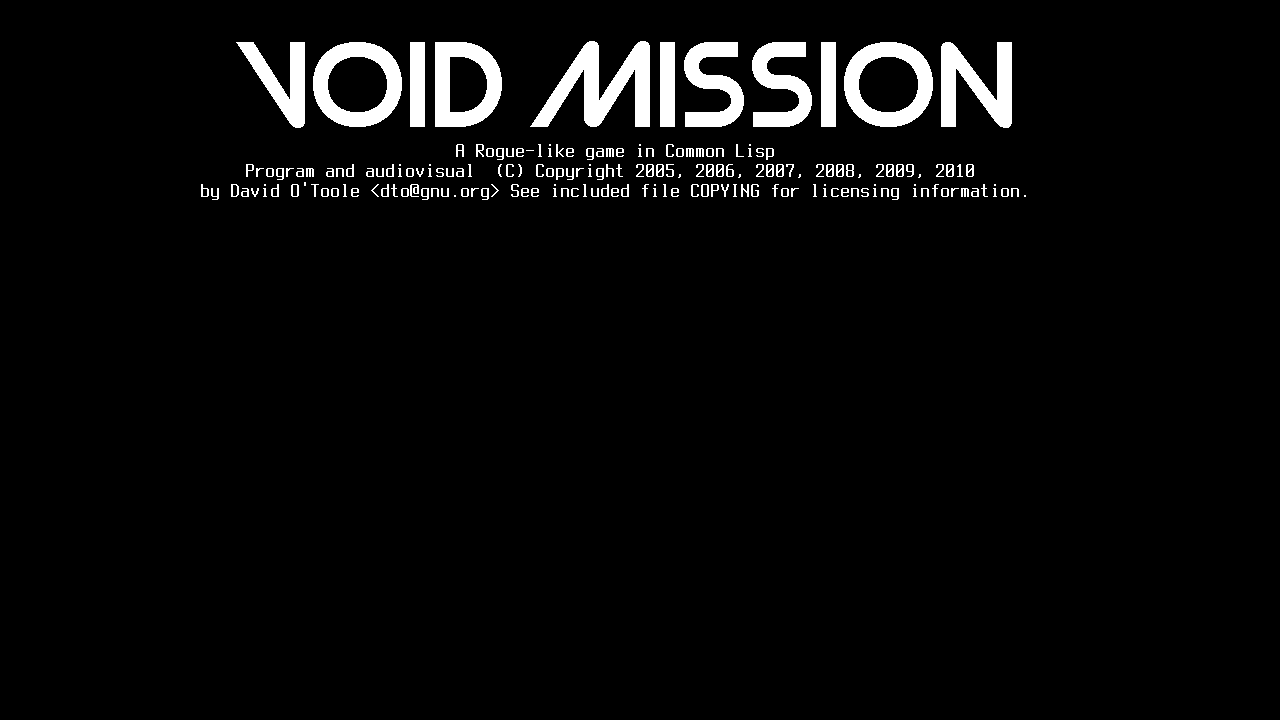 VOID MISSION
A Rogue-like game in Common Lisp
Program and audiovisual  (C) Copyright 2005, 2006, 2007, 2008, 2009, 2010
by David O'Toole <dto@gnu.org> See included file COPYING for licensing information.